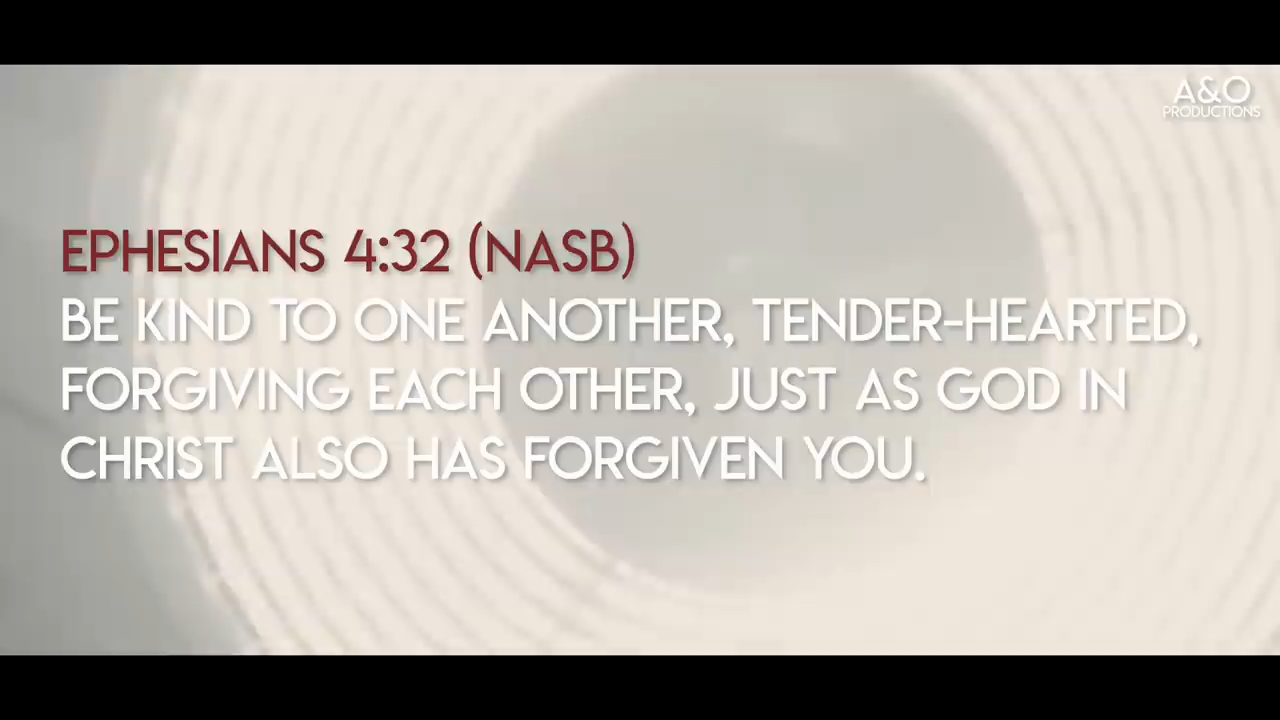 A&O
PRODUCTIONS
EPHESIANS 4:32 (NASB)
BE KIND TO ONE ANOTHER, TENDER-HEARTED,
FORGIVING EACH OTHER, JUST AS GOD IN
CHRIST ALSO HAS FORGIVEN YOU.